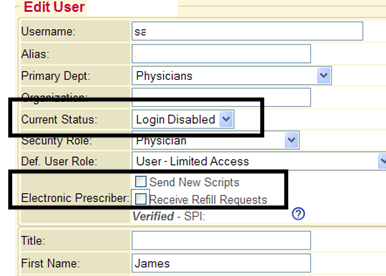 Edit User
Username: sa
Alias:
Primary Dept: Physicians
Organization:
Current Status: Login Disabled
Security Role: Physician
Def. User Role: User - Limited Access
Send New Scripts
Electronic Prescriber: Receive Refill Requests
Verified - SPI: ?
Title:
First Name: James